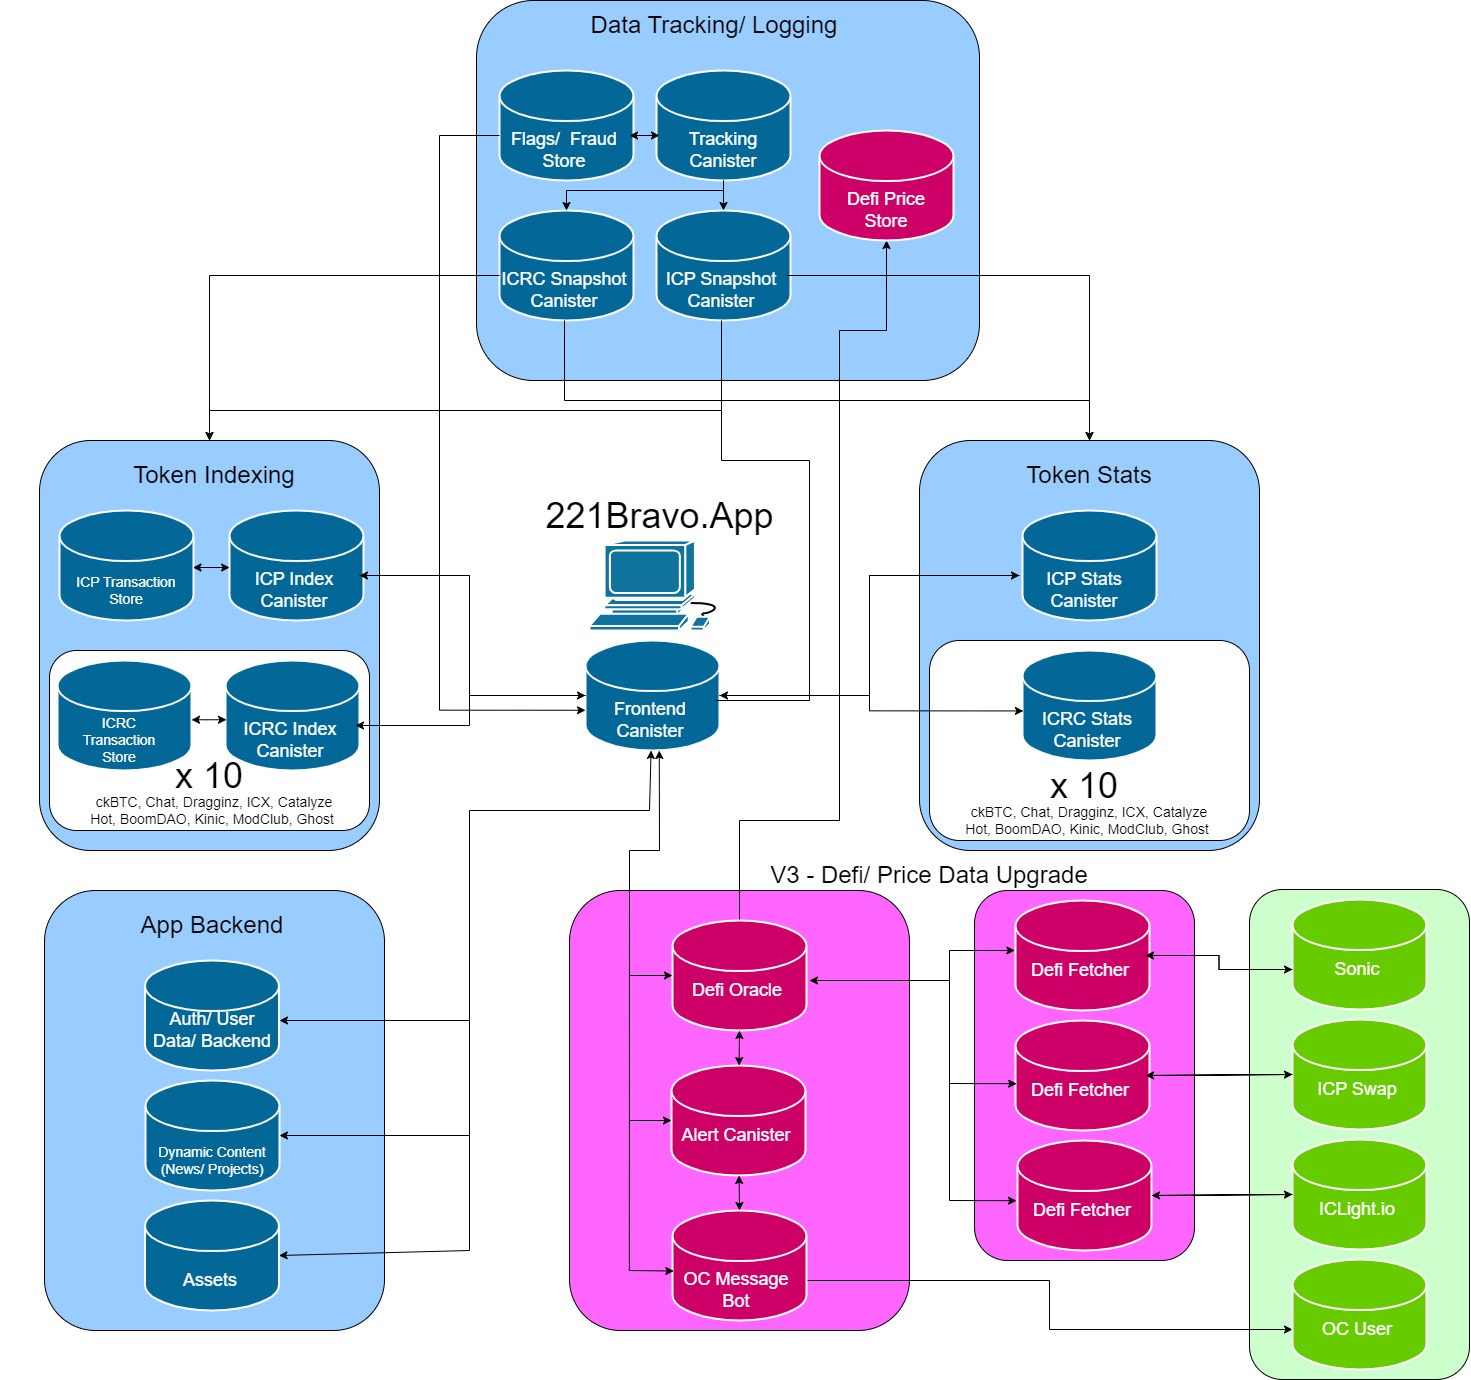 Data Tracking/ Logging
Flags/ Fraud
Store
Tracking
Canister
Defi Price
Store
ICRC Snapshot
Canister
ICP Snapshot
Canister
Token Indexing
ICP Transaction
Store
ICP Index
Canister
ICRC
Transaction
Store
ICRC Index
Canister
x 10
ckBTC, Chat, Dragginz, ICX, Catalyze
Hot, BoomDAO, Kinic, ModClub, Ghost
221Bravo.App
Frontend
Canister
Token Stats
ICP Stats
Canister
ICRC Stats
Canister
x 10
ckBTC, Chat, Dragginz, ICX, Catalyze
Hot, BoomDAO, Kinic, ModClub, Ghost
App Backend
Auth/ User
Data/ Backend
Dynamic Content
(News/ Projects)
Assets
V3 - Defi/ Price Data Upgrade
Defi Oracle
Alert Canister
OC Message
Bot
Defi Fetcher
Defi Fetcher
Defi Fetcher
Sonic
ICP Swap
ICLight.io
OC User